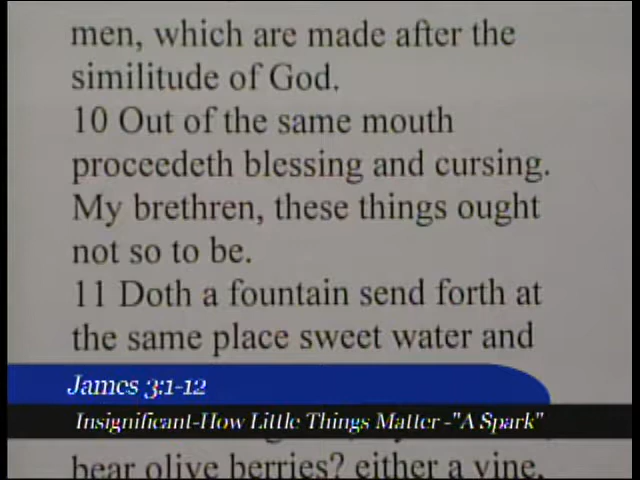 men, which are made after the
similitude of God.
10 Out of the same mouth
proceedeth blessing and cursing.
My brethren, these things ought
not so to be.
11 Doth a fountain send forth at
the same place sweet water and
James 3:1-12
Insignificant-How Little Things Matter -"A Spark"
bear olive berries? either a vine,